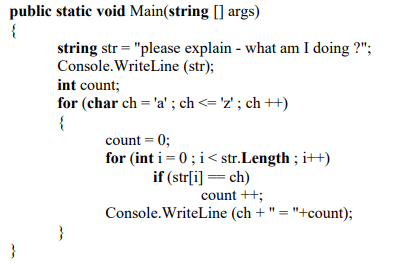 public static void Main(string [] args)
{
string str = "please explain - what am I doing ?";
Console.WriteLine (str);
int count;
for (char ch = 'a' ; ch <= 'z' ; ch ++)
{
count = 0;
for (int i = 0 ; i < str.Length ; i++)
if (str[i] == ch)
count ++;
Console.WriteLine (ch + " = "+count);
}
}